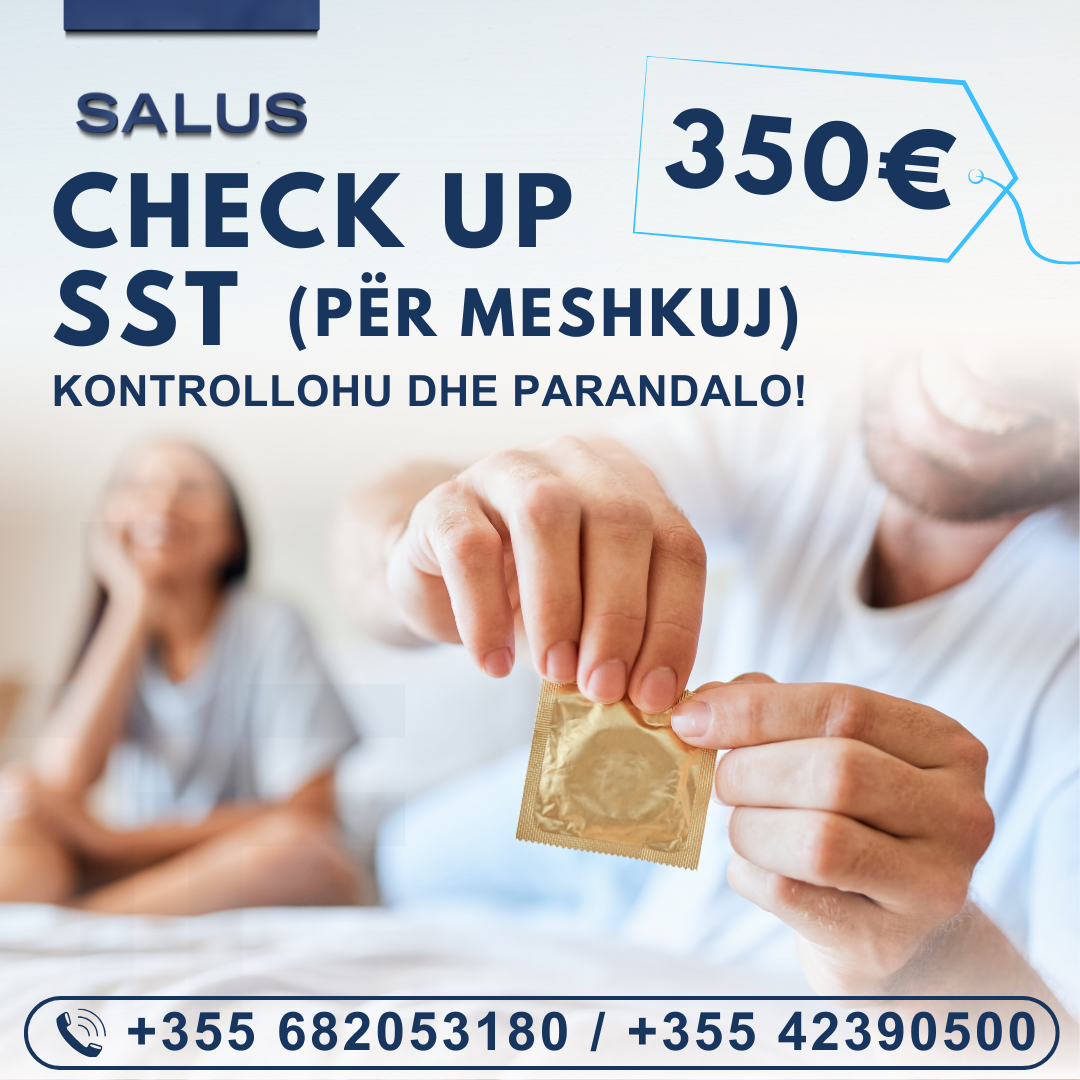 SALUS
350€
CHECK UP
SST (PËR MESHKUJ)
KONTROLLOHU DHE PARANDALO!
+355 682053180 / +355 42390500